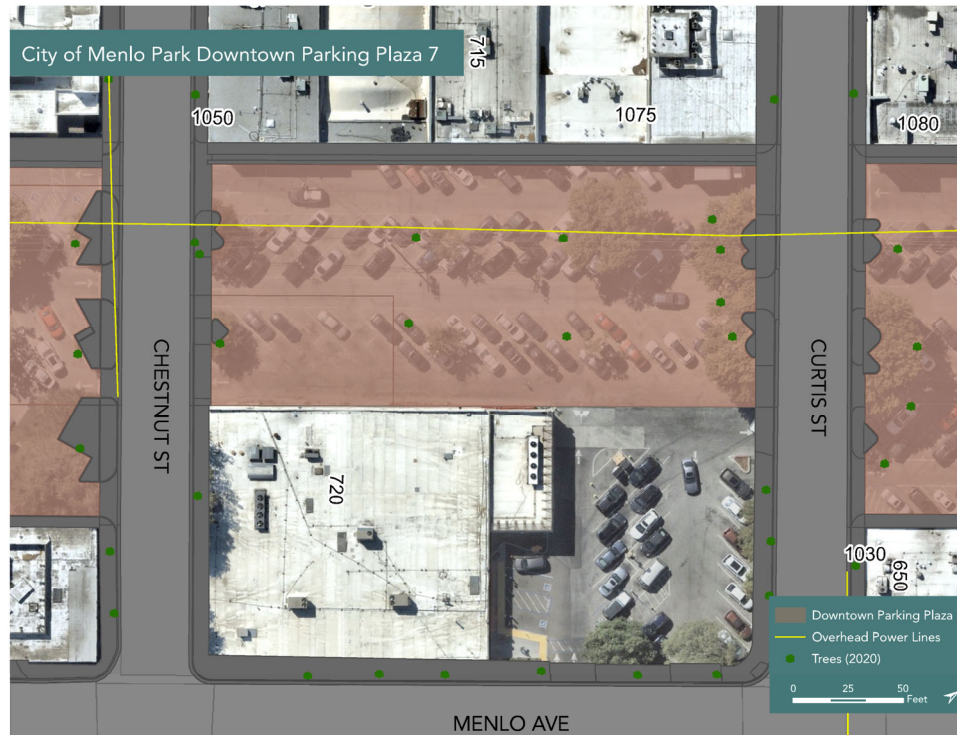 City of Menlo Park Downtown Parking Plaza 7
715
1050
1075
1080
CHESTNUT ST
CURTIS ST
720
1030
650
Downtown Parking Plaza
Overhead Power Lines
Trees (2020)
0 25 50
Feet
MENLO AVE